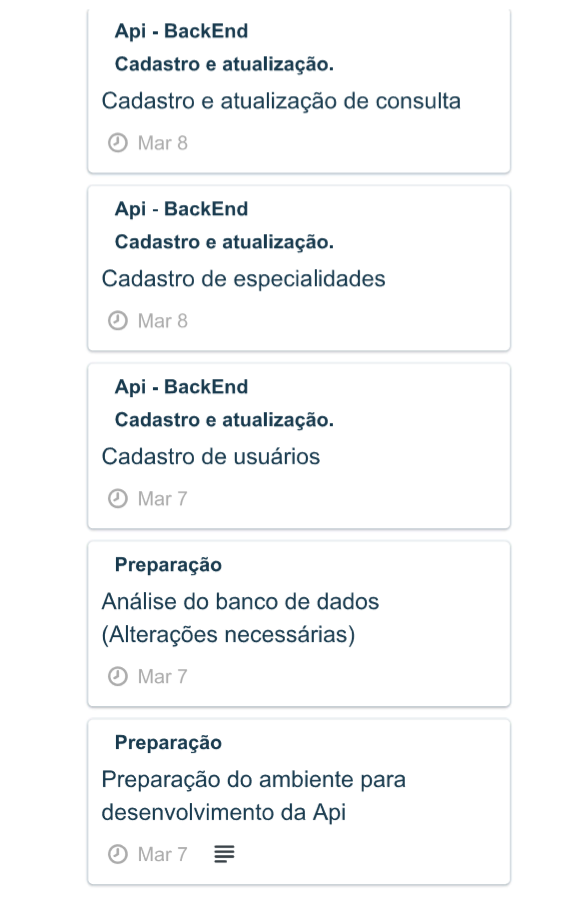 Api - BackEnd
Cadastro e atualização.
Cadastro e atualização de consulta
Mar 8
Api - BackEnd
Cadastro e atualização.
Cadastro de especialidades
Mar 8
Api - BackEnd
Cadastro e atualização.
Cadastro de usuários
Mar 7
Preparação
Análise do banco de dados
(Alterações necessárias)
Mar 7
Preparação
Preparação do ambiente para
desenvolvimento da Api
Mar 7